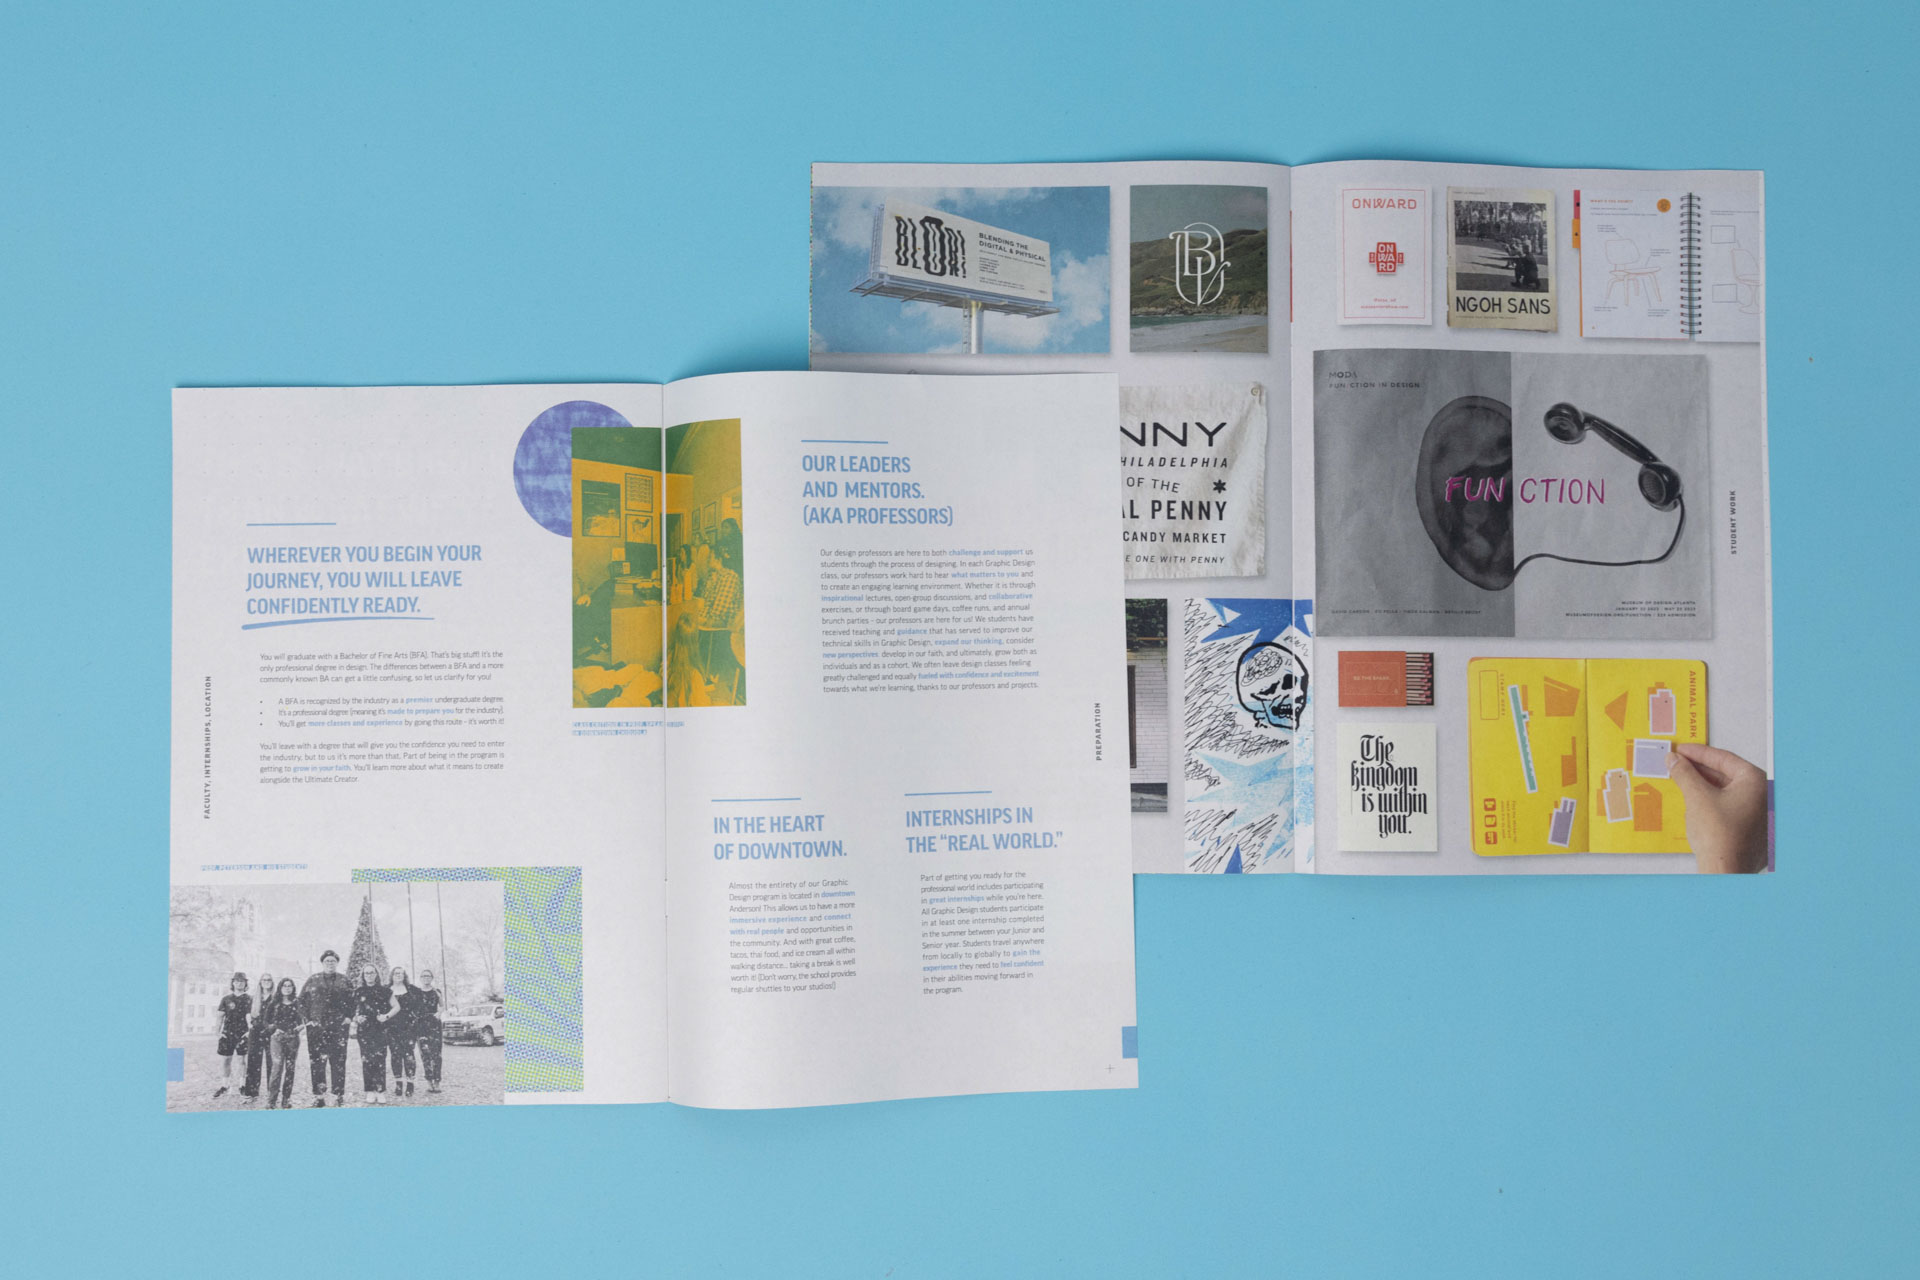 WHEREVER YOU BEGIN YOUR
JOURNEY, YOU WILL LEAVE
CONFIDENTLY READY.
You will graduate with a Bachelor of Fine Arts (BFA). That's big stuff! It's the
only professional degree in design. The differences between a BFA and a more
commonly known BA can get a little confusing, so let us clarify for you!
• A BFA is recognized by the industry as a premier undergraduate degree.
• It's a professional degree (meaning it's made to prepare you for the industry).
• You'll get more classes and experience by going this route - it's worth it!
You'll leave with a degree that will give you the confidence you need to enter
the industry, but to us it's more than that. Part of being in the program is
getting to grow in your faith. You'll learn more about what it means to create
alongside the Ultimate Creator.
FACULTY, INTERNSHIPS, LOCATION
PROF. PETERSON AND HIS STUDENTS
CLASS CRITIQUE IN PROF.
IN DOWNTOWN
OUR LEADERS
AND MENTORS.
(AKA PROFESSORS)
Our design professors are here to both challenge and support us
students through the process of designing. In each Graphic Design
class, our professors work hard to hear what matters to you and
to create an engaging learning environment. Whether it is through
inspirational lectures, open-group discussions, and collaborative
exercises, or through board game days, coffee runs, and annual
brunch parties - our professors are here for us! We students have
received teaching and guidance that has served to improve our
technical skills in Graphic Design, expand our thinking, consider
new perspectives, develop in our faith, and ultimately, grow both as
individuals and as a cohort. We often leave design classes feeling
greatly challenged and equally fueled with confidence and excitement
towards what we're learning, thanks to our professors and projects.
PREPARATION
IN THE HEART
OF DOWNTOWN.
Almost the entirety of our Graphic
Design program is located in downtown
Anderson! This allows us to have a more
immersive experience and connect
with real people and opportunities in
the community. And with great coffee,
tacos, thai food, and ice cream all within
walking distance... taking a break is well
worth it! (Don't worry, the school provides
regular shuttles to your studios!)
INTERNSHIPS IN
THE “REAL WORLD.”
Part of getting you ready for the
professional world includes participating
in great internships while you're here.
All Graphic Design students participate
in at least one internship completed
in the summer between your Junior and
Senior year. Students travel anywhere
from locally to globally to gain the
experience they need to feel confident
in their abilities moving forward in
the program.
BLENDING THE
DIGITAL & PHYSICAL
NNY
HILADELPHIA
OF THE
AL PENNY
CANDY MARKET
E ONE WITH PENNY
ONWARD
ON
WA
RD
NGOH SANS
MODA
FUNCTION IN DESIGN
FUNCTION
MUSEUM OF DESIGN ATLANTA
STUDENT WORK
BE THE SPARK
The
kingdom
is within
you.
ANIMAL PARK